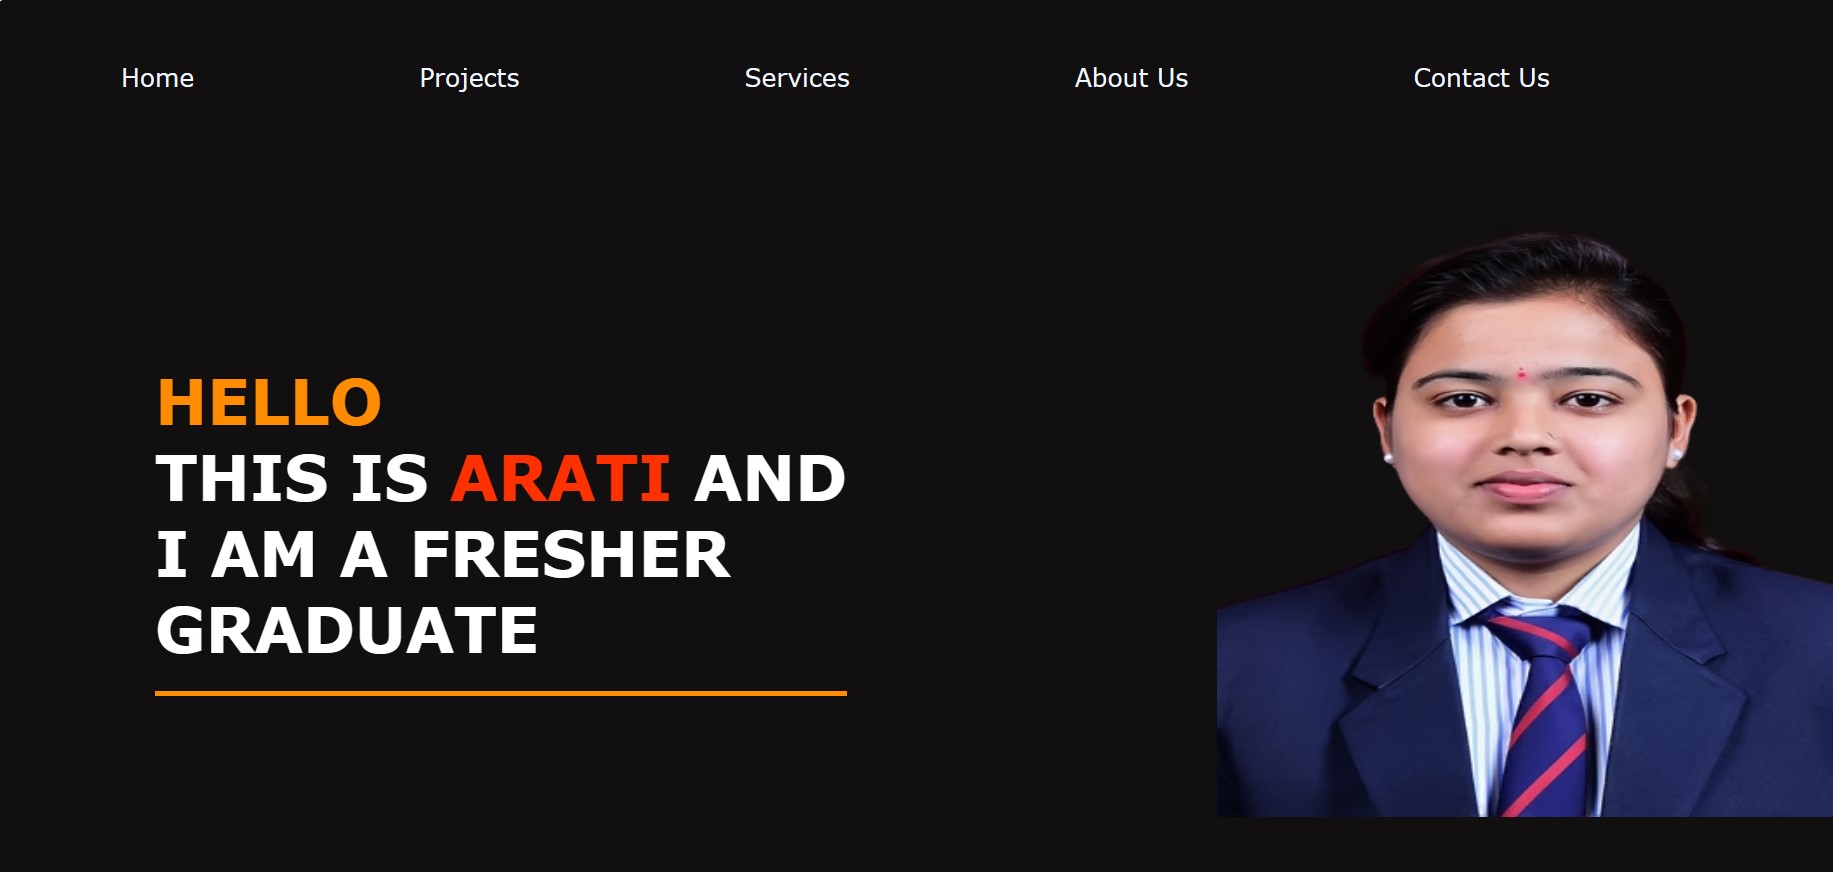 Home Projects Services About Us Contact Us
HELLO
THIS IS ARATI AND
I AM A FRESHER
GRADUATE